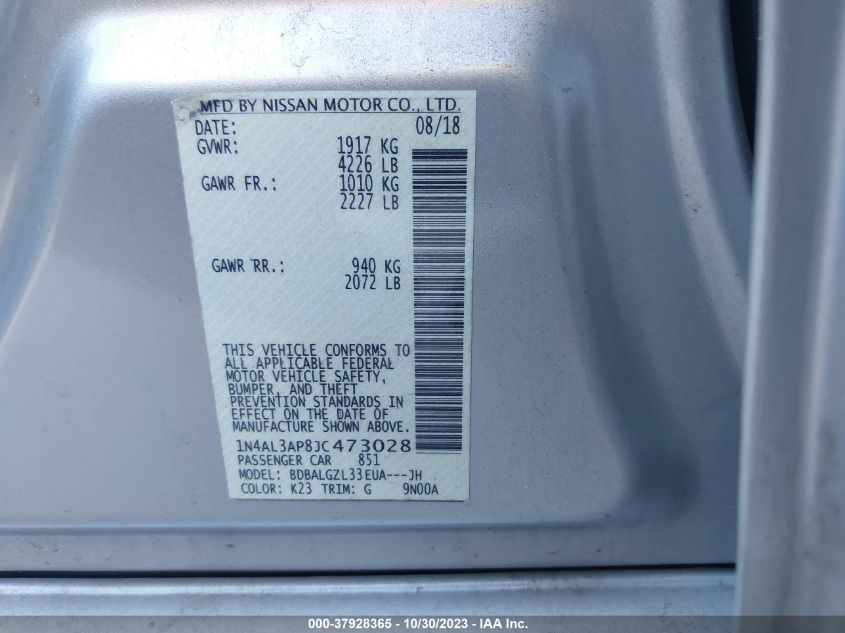 MFD BY NISSAN MOTOR CO., LTD.
DATE: 08/18
GVWR: 1917 KG
4226 LB
GAWR FR.: 1010 KG
2227 LB
GAWR RR.: 940 KG
2072 LB
THIS VEHICLE CONFORMS TO
ALL APPLICABLE FEDERAL
MOTOR VEHICLE SAFETY,
BUMPER, AND THEFT
PREVENTION STANDARDS IN
EFFECT ON THE DATE OF
MANUFACTURE SHOWN ABOVE.
1N4AL3AP8JC473028
PASSENGER CAR 851
MODEL: BDBALGZL33EUA---JH
COLOR: K23 TRIM: G 9N00A
000-37928365 - 10/30/2023 - IAA Inc.